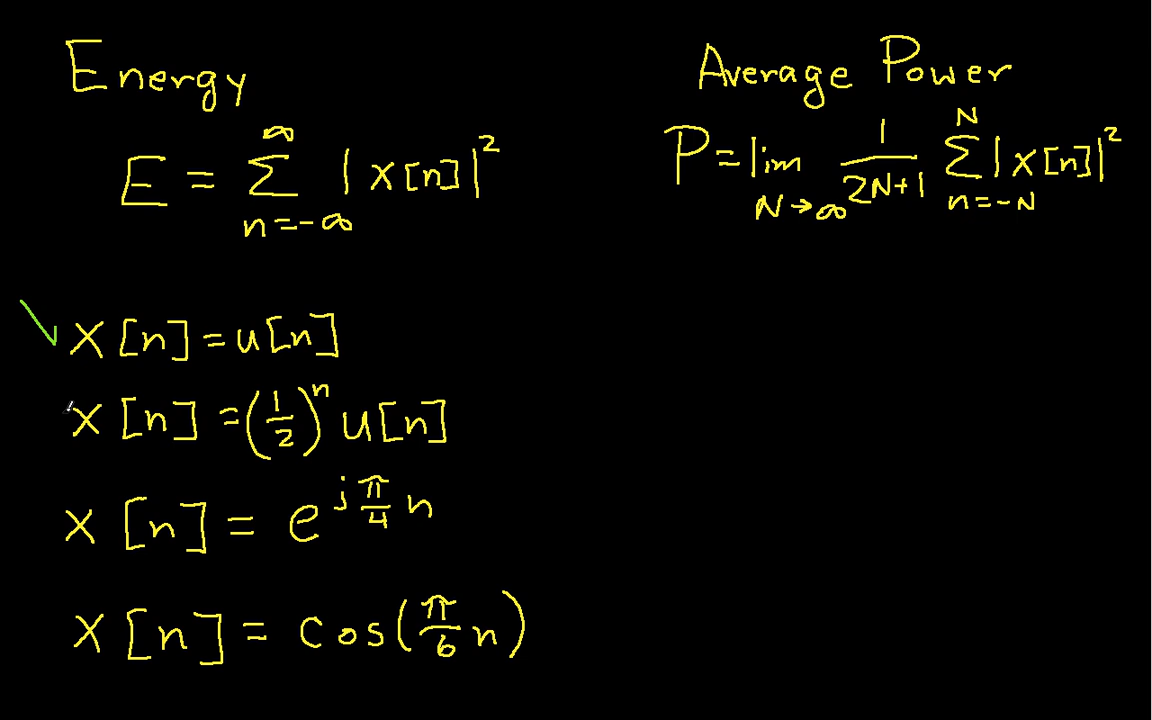 Energy
E = ∑_{n=-∞}^{∞} |x[n]|²
Average Power
P = lim_{N→∞} 1/(2N+1) ∑_{n=-N}^{N} |x[n]|²
x[n] = u[n]
x[n] = (1/2)^n u[n]
x[n] = e^{j π/4 n}
x[n] = cos(π/6 n)